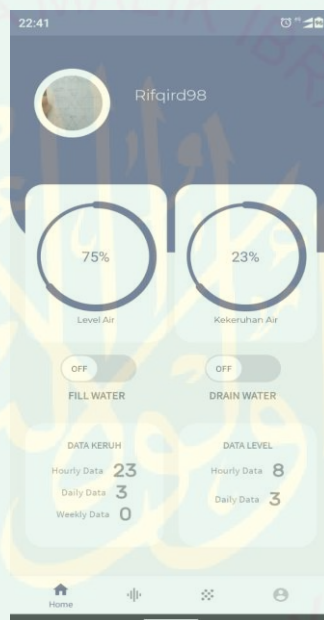 22:41
Rifqird98
75%
23%
Level Air
Kekeruhan Air
OFF
OFF
FILL WATER
DRAIN WATER
DATA KERUH
Hourly Data 23
Daily Data 3
Weekly Data 0
DATA LEVEL
Hourly Data 8
Daily Data 3
Home